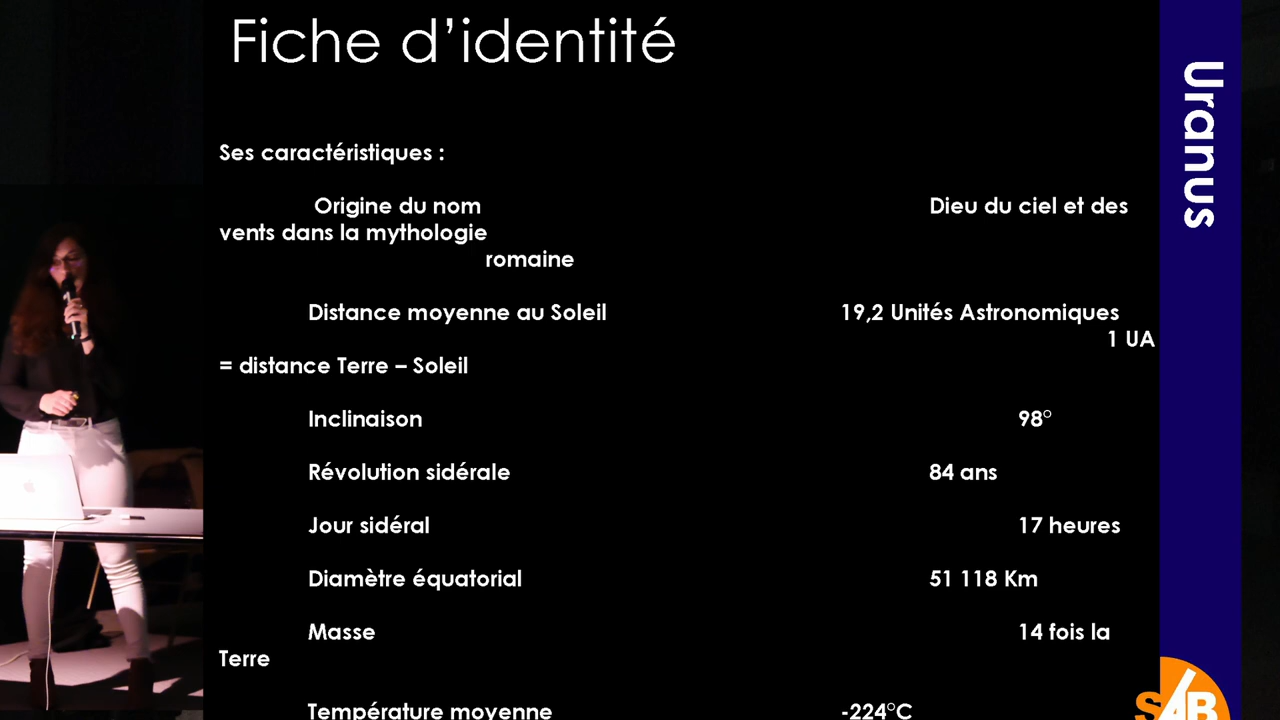 Fiche d’identité
Uranus
Ses caractéristiques :
Origine du nom Dieu du ciel et des
vents dans la mythologie
romaine
Distance moyenne au Soleil 19,2 Unités Astronomiques
1 UA
= distance Terre – Soleil
Inclinaison 98°
Révolution sidérale 84 ans
Jour sidéral 17 heures
Diamètre équatorial 51 118 Km
Masse 14 fois la
Terre
Température moyenne -224°C
SAB